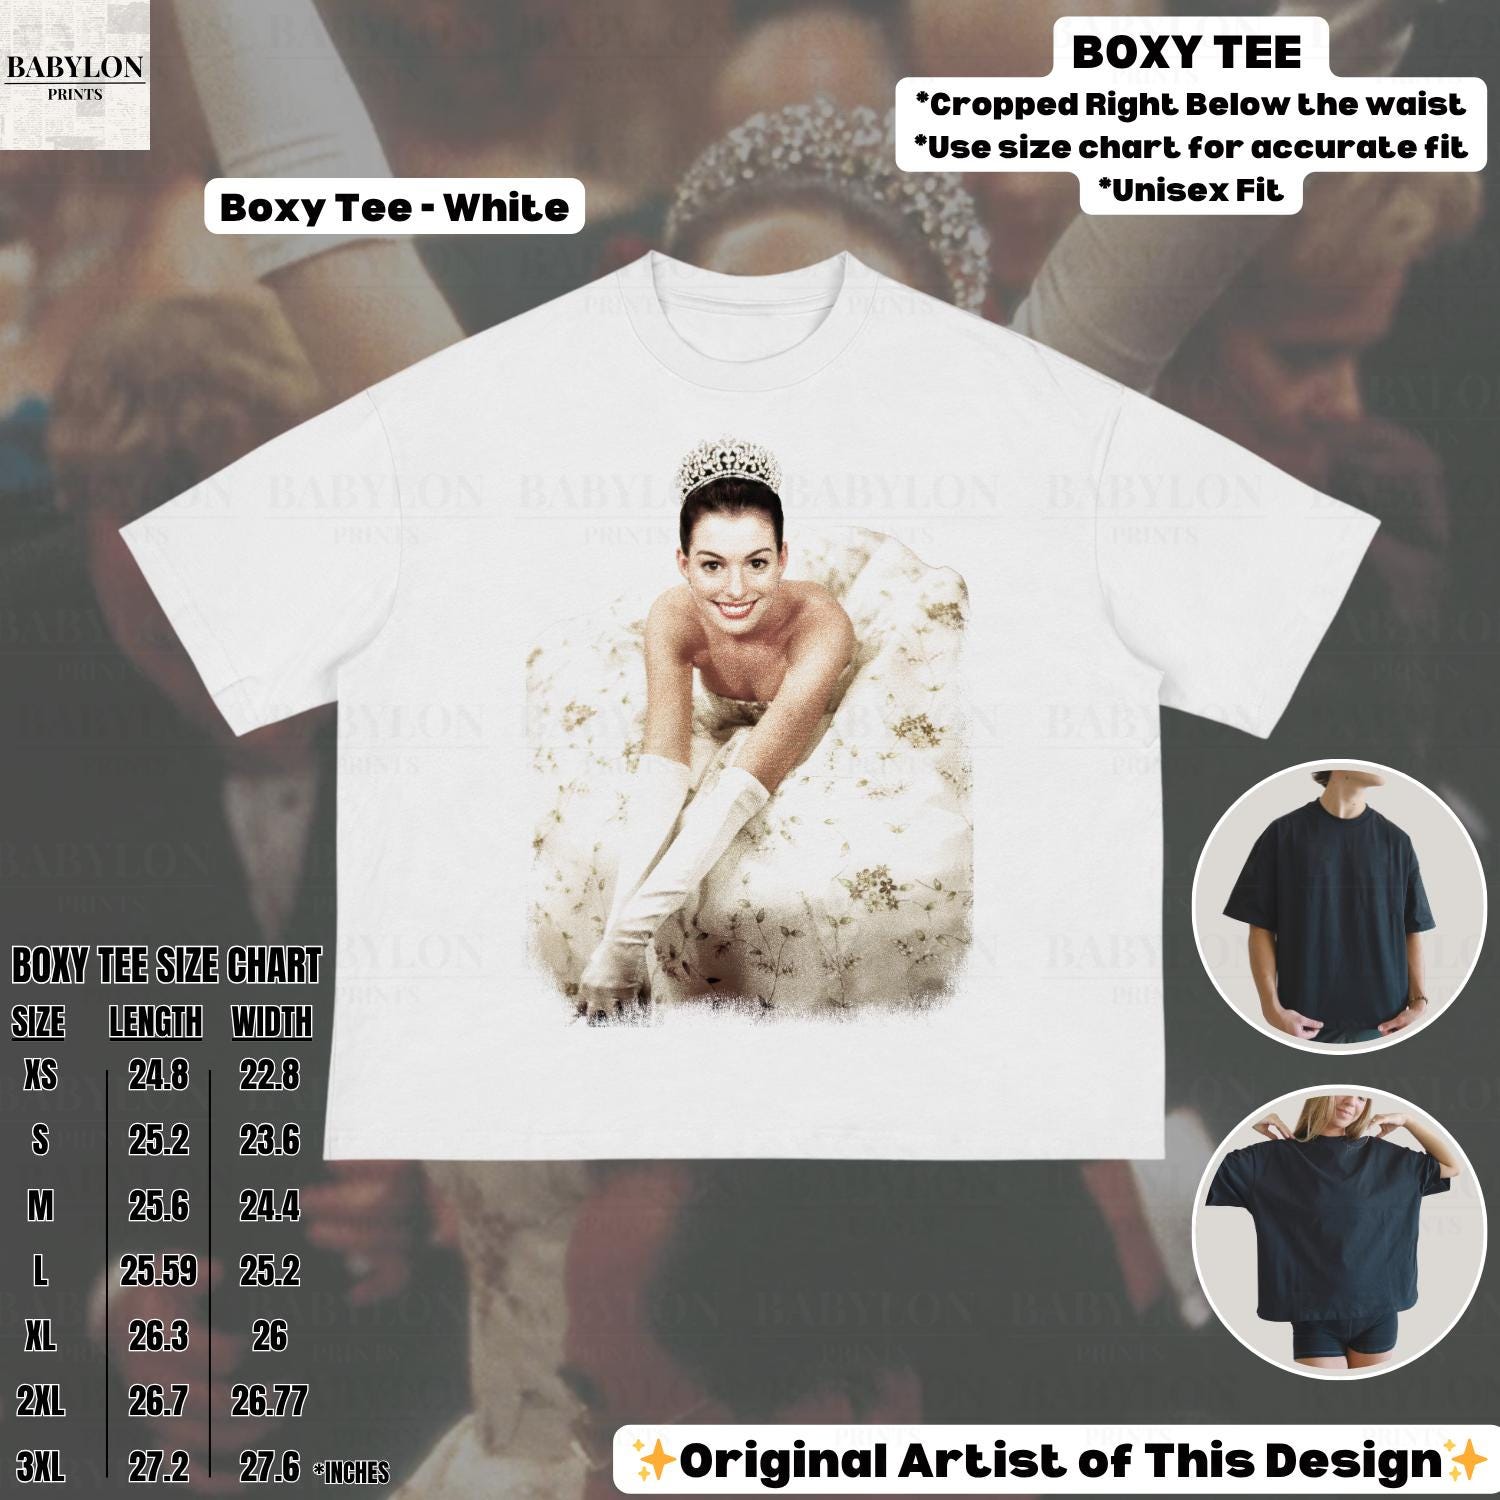 BABYLON
PRINTS
BOXY TEE
*Cropped Right Below the waist
*Use size chart for accurate fit
*Unisex Fit
Boxy Tee - White
BOXY TEE SIZE CHART
SIZE LENGTH WIDTH
XS 24.8 22.8
S 25.2 23.6
M 25.6 24.4
L 25.59 25.2
XL 26.3 26
2XL 26.7 26.77
3XL 27.2 27.6 *INCHES
✨Original Artist of This Design✨